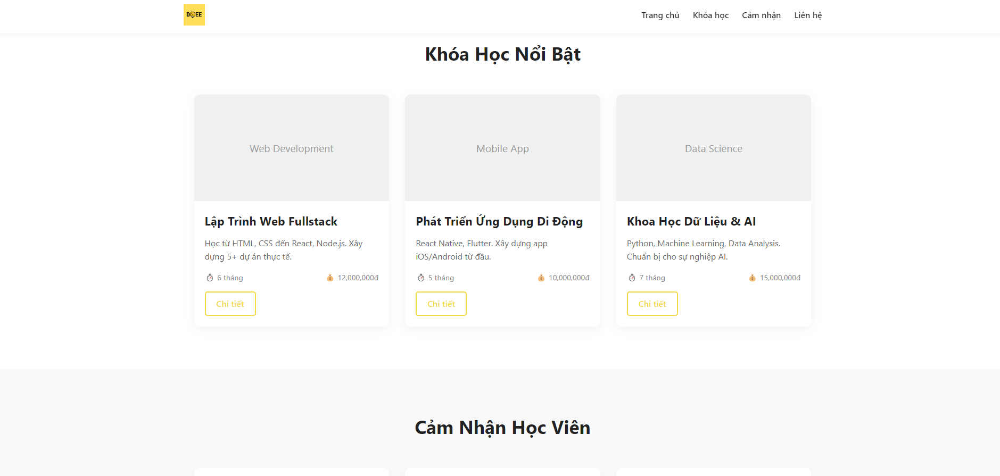 DOEE
Trang chủ Khóa học Cảm nhận Liên hệ
Khóa Học Nổi Bật
Web Development
Mobile App
Data Science
Lập Trình Web Fullstack
Học từ HTML, CSS đến React, Node.js. Xây
dựng 5+ dự án thực tế.
6 tháng 12,000,000đ
Chi tiết
Phát Triển Ứng Dụng Di Động
React Native, Flutter. Xây dựng app
iOS/Android từ đầu.
5 tháng 10,000,000đ
Chi tiết
Khoa Học Dữ Liệu & AI
Python, Machine Learning, Data Analysis.
Chuẩn bị cho sự nghiệp AI.
7 tháng 15,000,000đ
Chi tiết
Cảm Nhận Học Viên